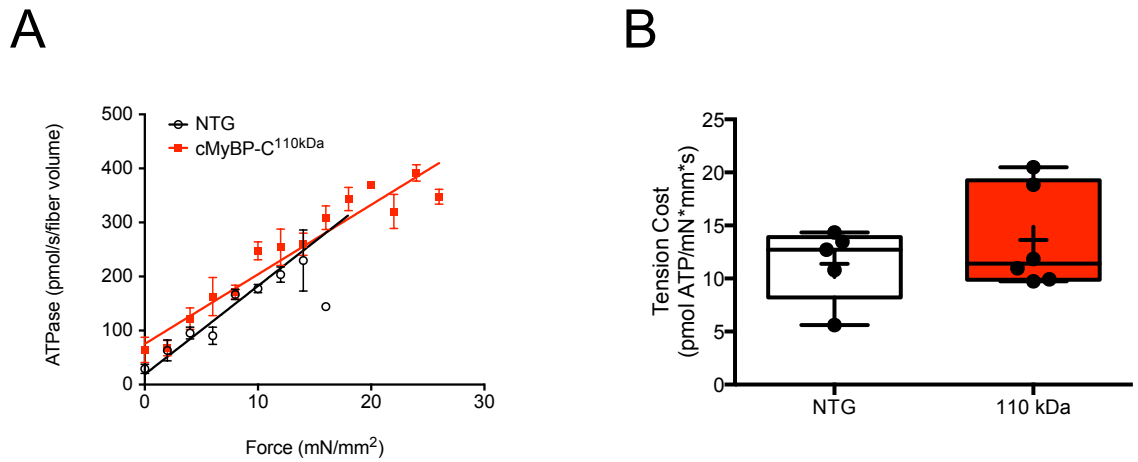 A
B
ATPase (pmol/s/fiber volume)
500
400
300
200
100
0
NTG
cMyBP-C110kDa
0
10
20
30
Force (mN/mm2)
Tension Cost
(pmol ATP/mN*mm*s)
25
20
15
10
5
0
NTG
110 kDa